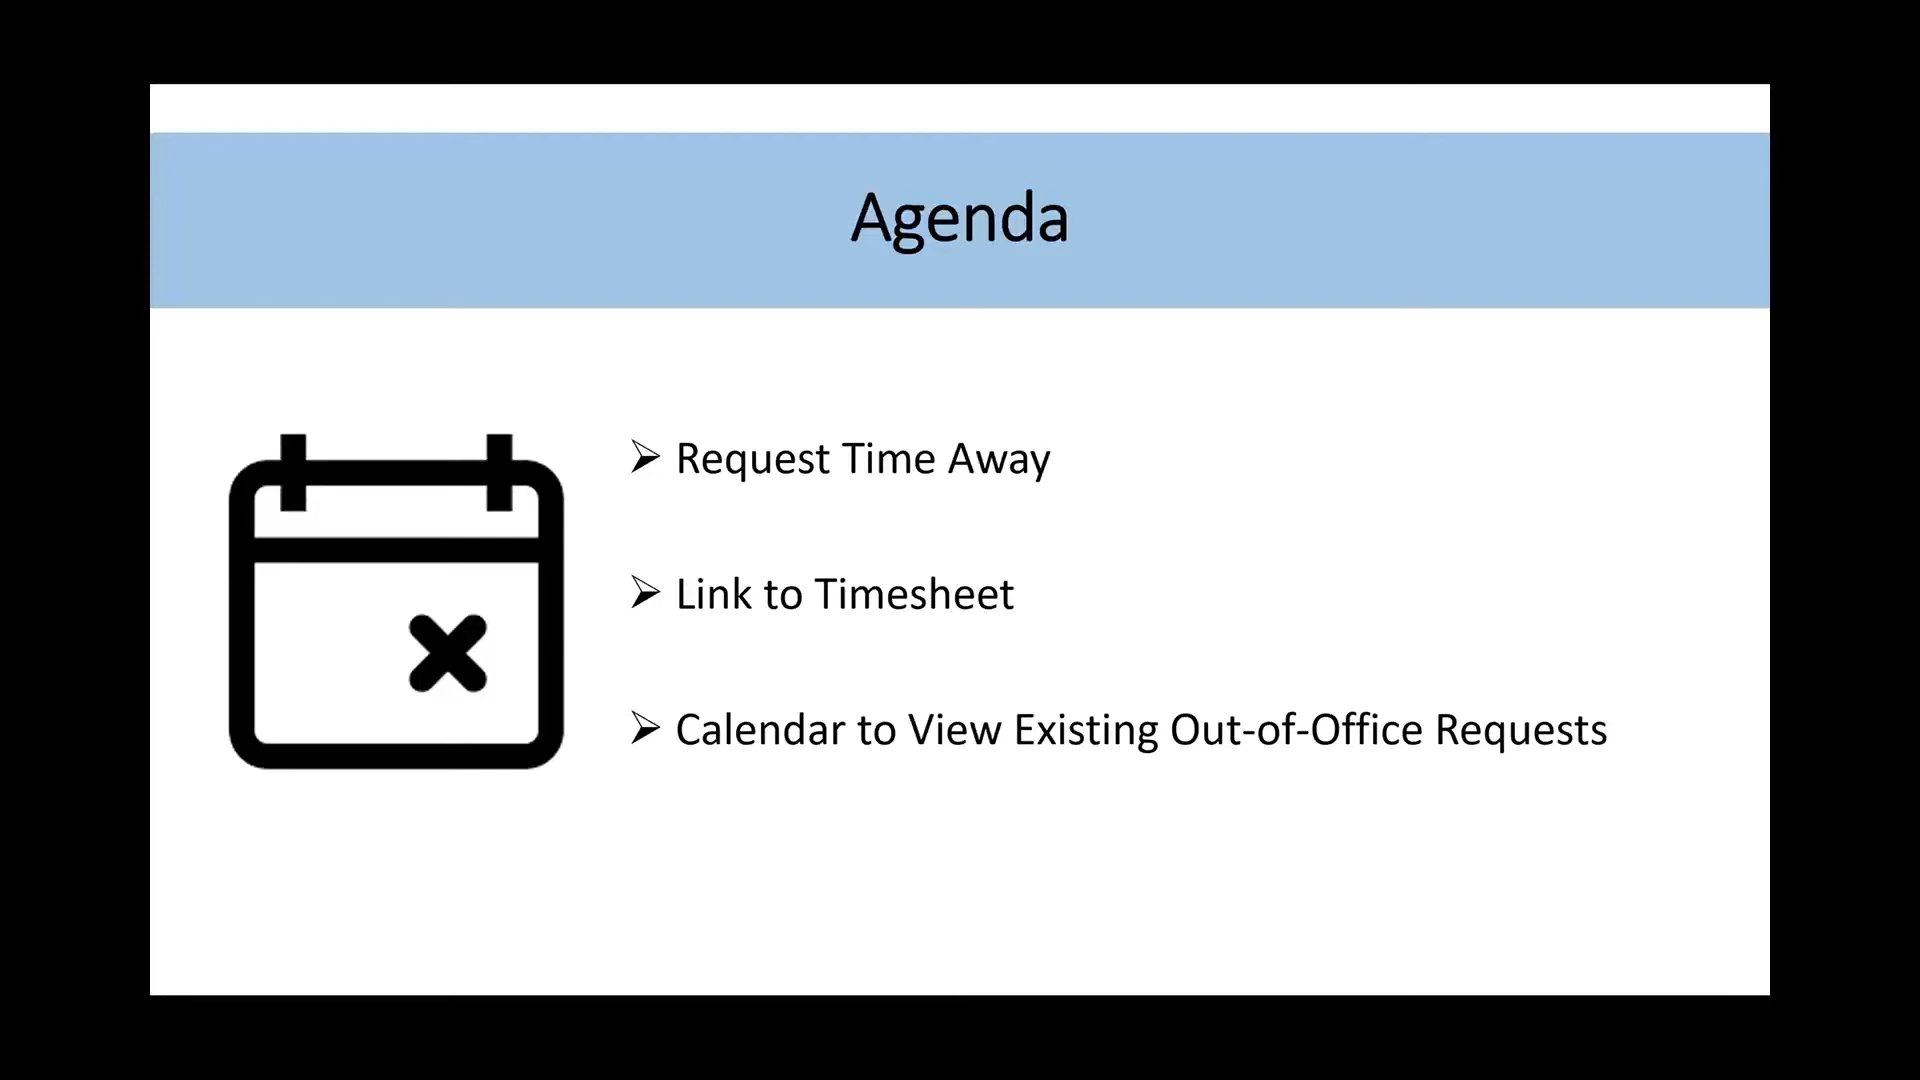 Agenda
➢ Request Time Away
➢ Link to Timesheet
➢ Calendar to View Existing Out-of-Office Requests